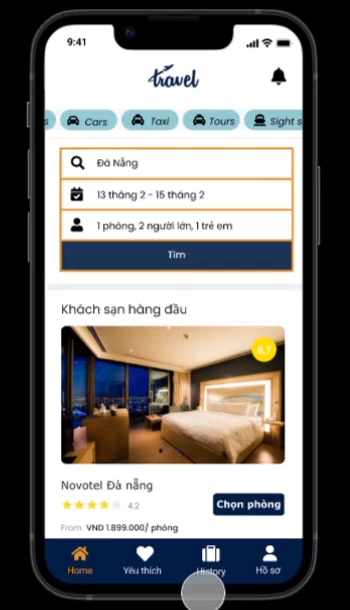 9:41
travel
s Cars Taxi Tours Sight s
Đà Nẵng
13 tháng 2 - 15 tháng 2
1 phòng, 2 người lớn, 1 trẻ em
Tìm
Khách sạn hàng đầu
8,7
Novotel Đà nẵng
4.2
Chọn phòng
From VND 1.899.000/ phòng
Home Yêu thích History Hồ sơ